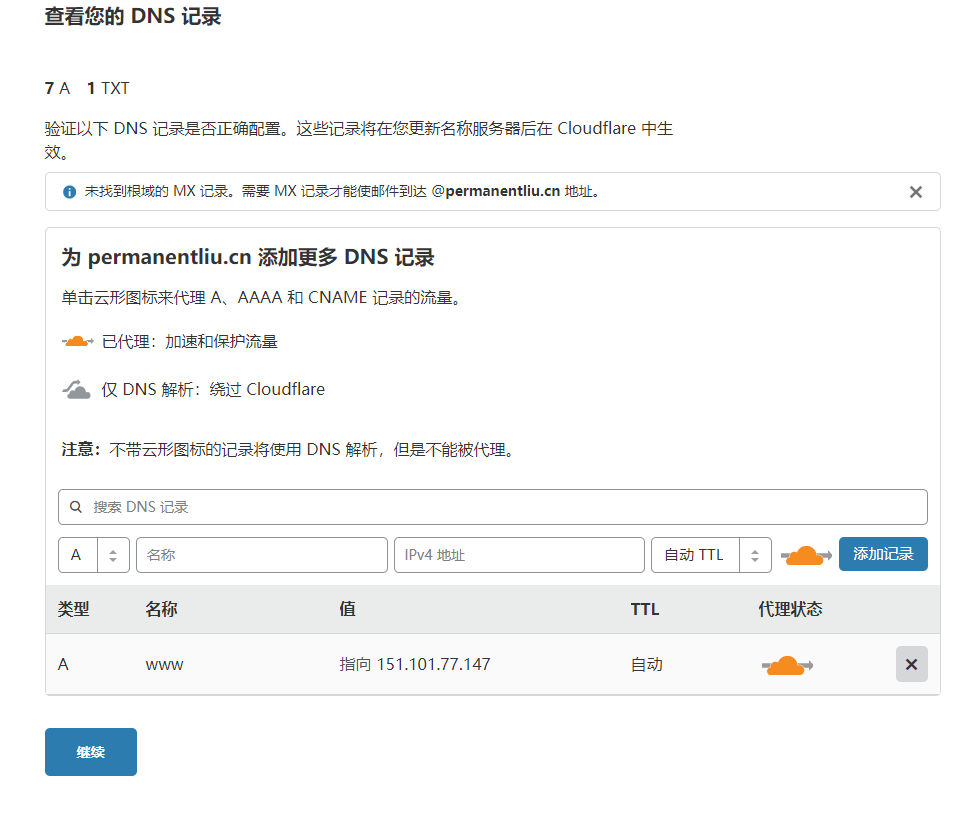 查看您的 DNS 记录
7 A 1 TXT
验证以下 DNS 记录是否正确配置。这些记录将在您更新名称服务器后在 Cloudflare 中生
效。
未找到根域的 MX 记录。需要 MX 记录才能使邮件到达 @permanentliu.cn 地址。
为 permanentliu.cn 添加更多 DNS 记录
单击云形图标来代理 A、AAAA 和 CNAME 记录的流量。
已代理：加速和保护流量
仅 DNS 解析：绕过 Cloudflare
注意：不带云形图标的记录将使用 DNS 解析，但是不能被代理。
搜索 DNS 记录
A 名称 IPv4 地址 自动 TTL 添加记录
类型 名称 值 TTL 代理状态
A www 指向 151.101.77.147 自动
继续